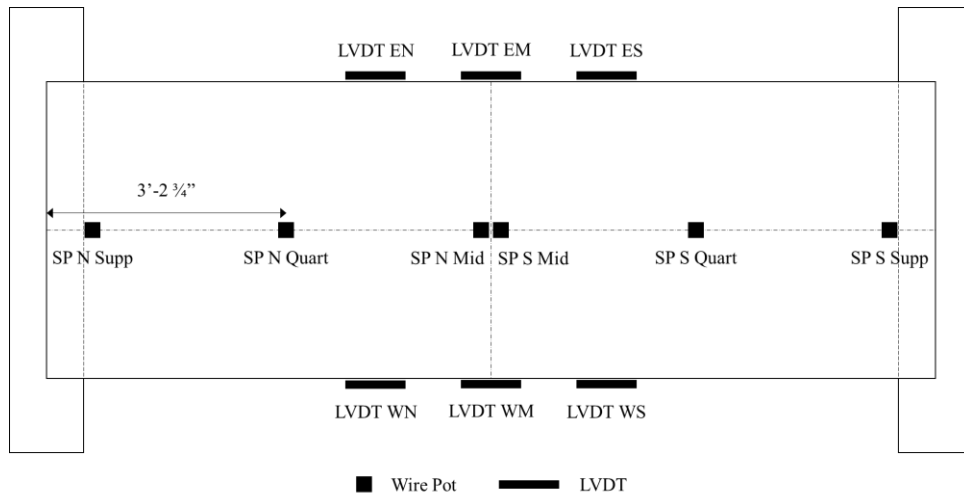 LVDT EN LVDT EM LVDT ES
3’-2 ¾”
SP N Supp SP N Quart SP N Mid SP S Mid SP S Quart SP S Supp
LVDT WN LVDT WM LVDT WS
Wire Pot LVDT